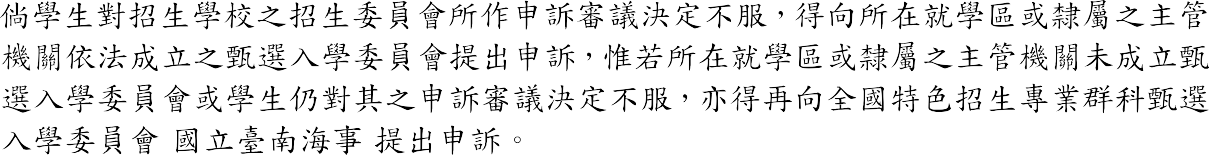 倘學生對招生學校之招生委員會所作申訴審議決定不服，得向所在就學區或隸屬之主管
機關依法成立之甄選入學委員會提出申訴，惟若所在就學區或隸屬之主管機關未成立甄
選入學委員會或學生仍對其之申訴審議決定不服，亦得再向全國特色招生專業群科甄選
入學委員會 國立臺南海事 提出申訴。